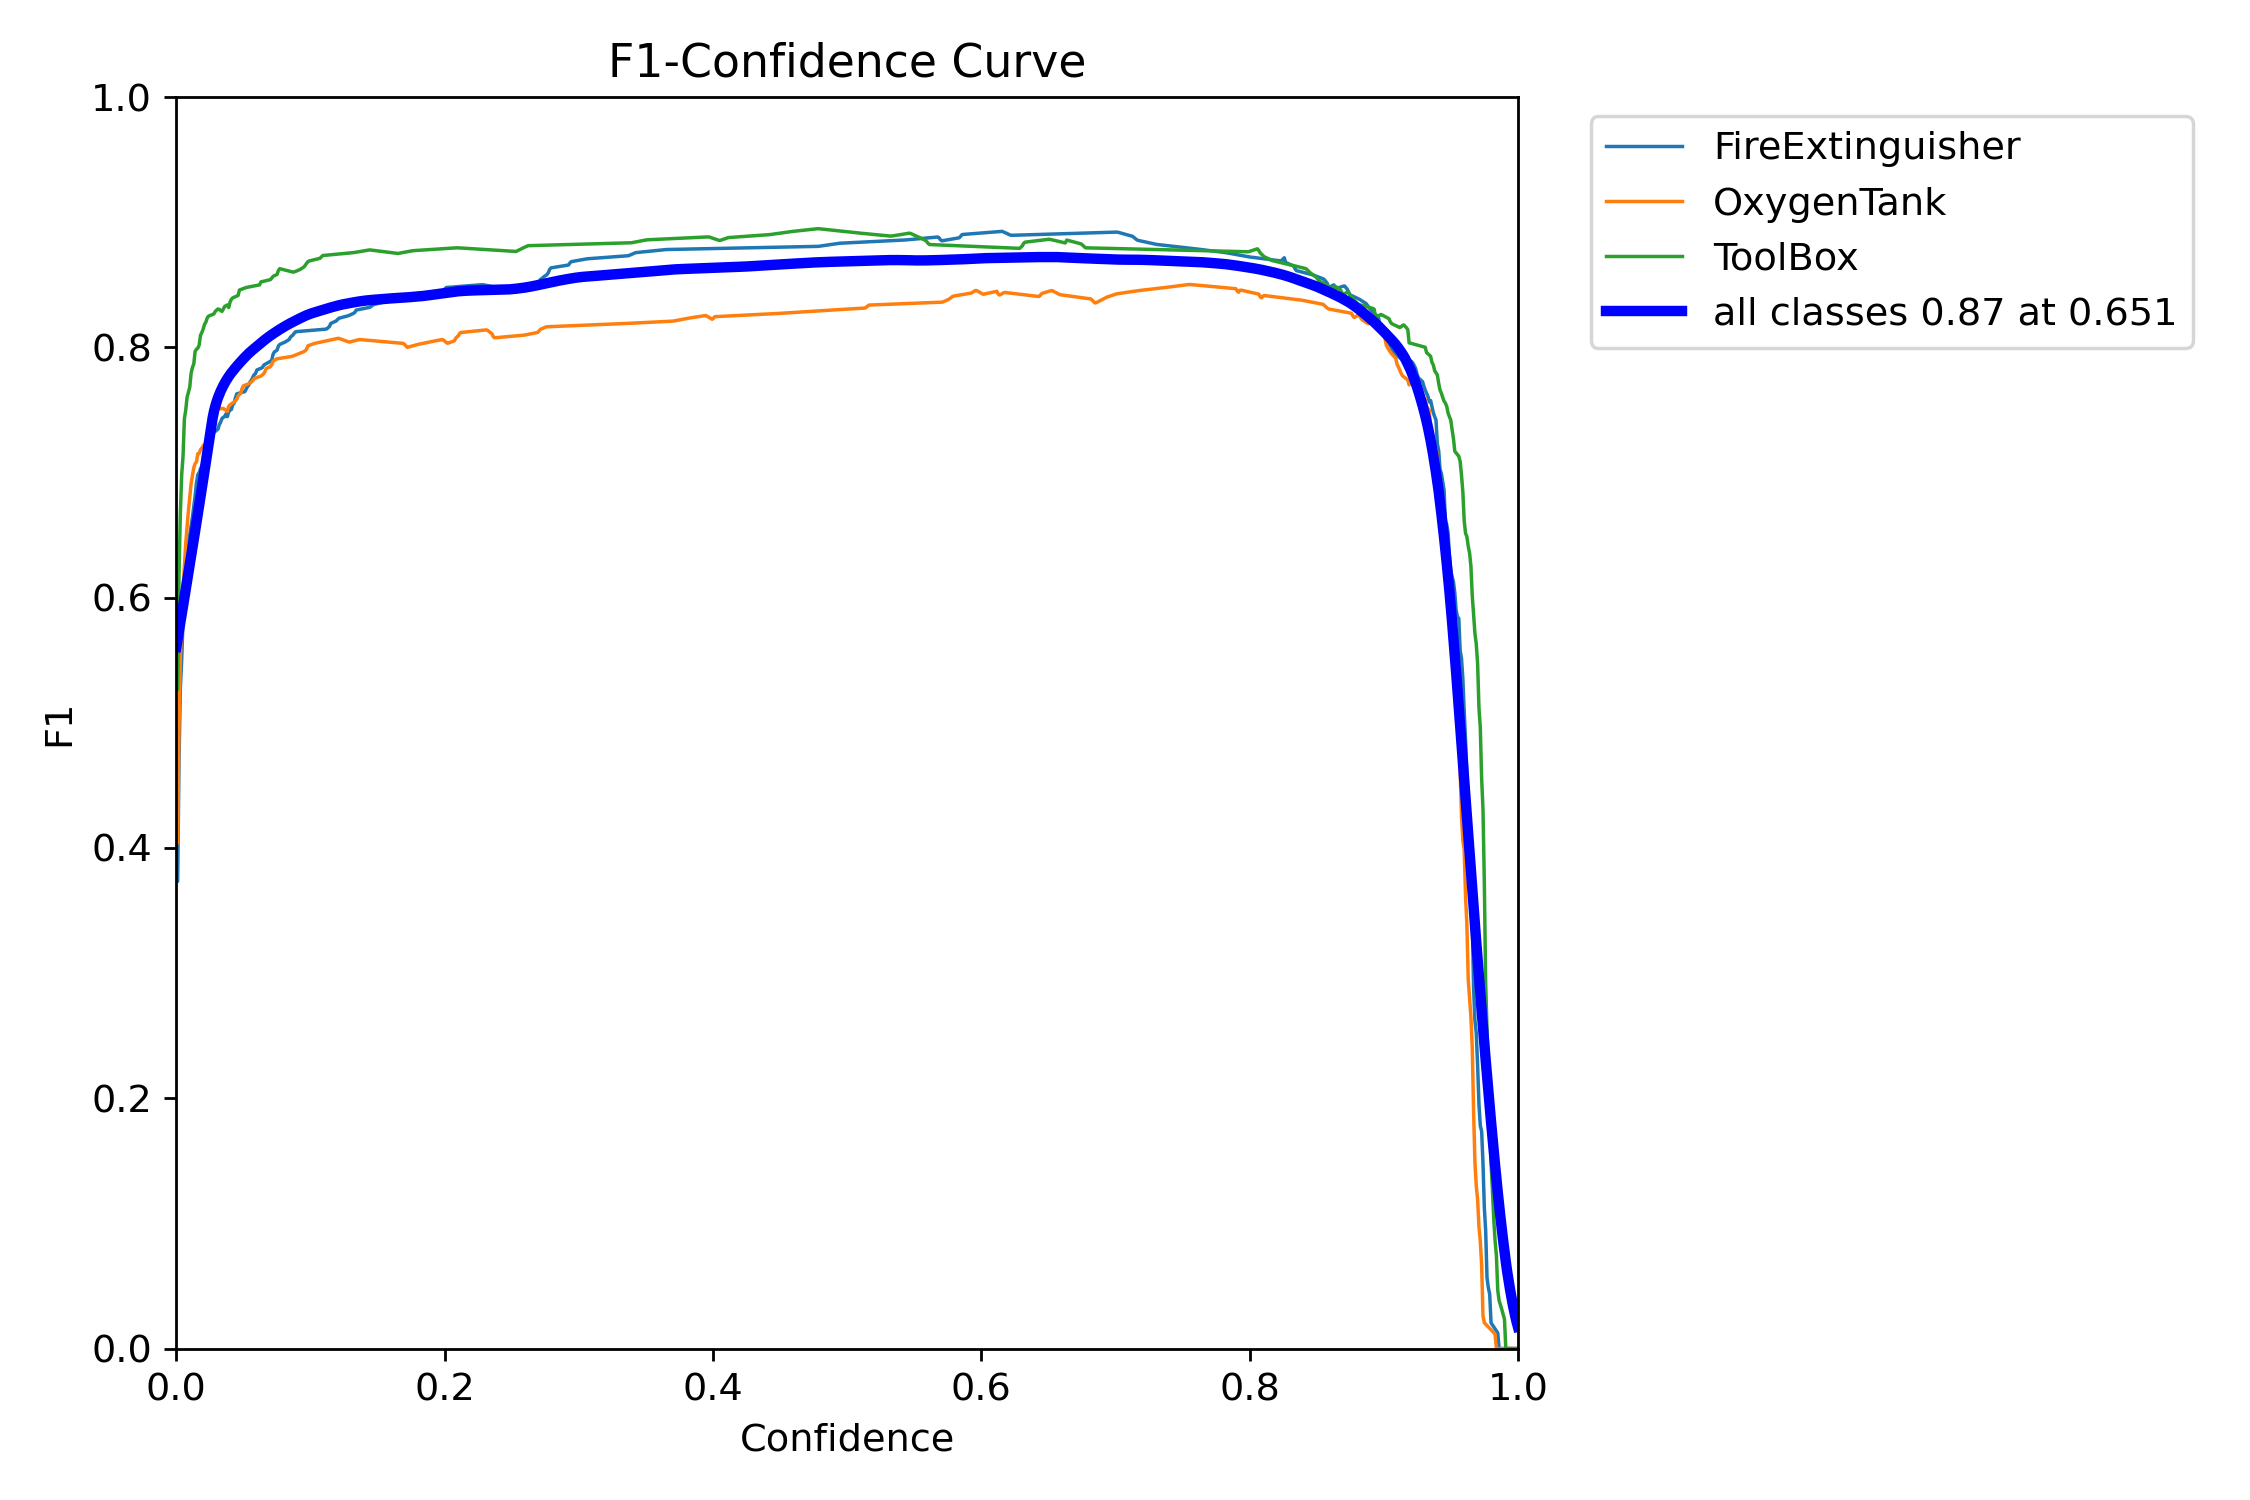 F1-Confidence Curve
1.0
0.8
0.6
0.4
0.2
0.0
F1
0.0 0.2 0.4 0.6 0.8 1.0
Confidence
FireExtinguisher
OxygenTank
ToolBox
all classes 0.87 at 0.651